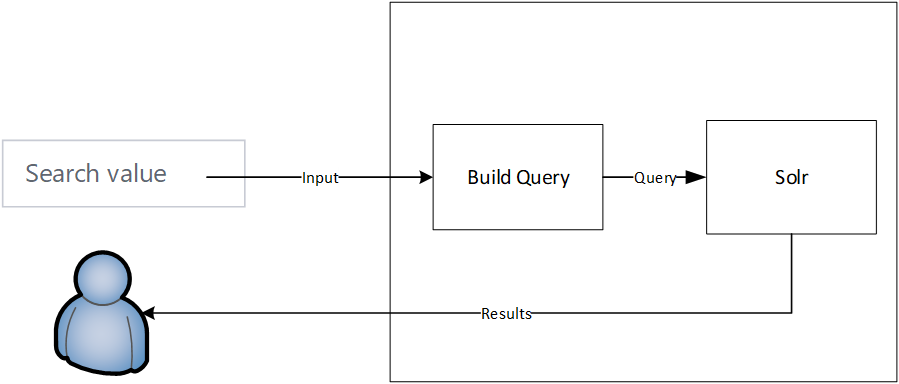 Search value
Input
Build Query
Query
Solr
Results